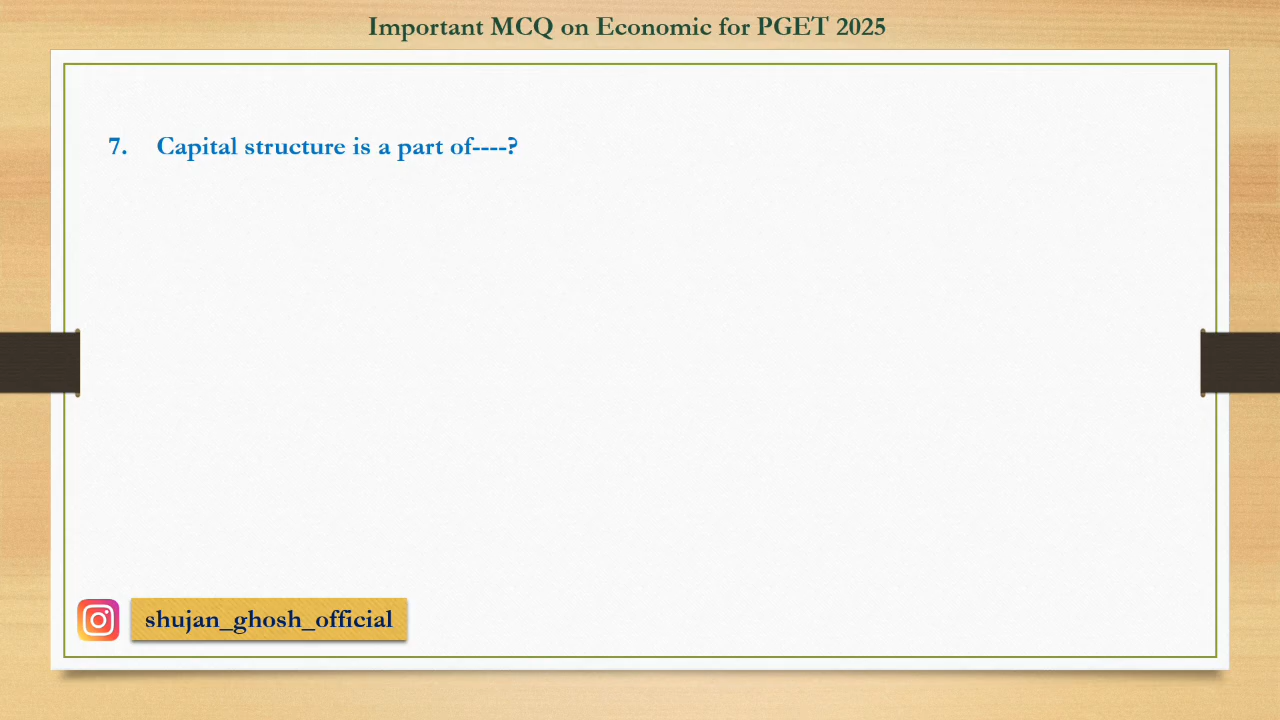 Important MCQ on Economic for PGET 2025
7. Capital structure is a part of----?
shujan_ghosh_official